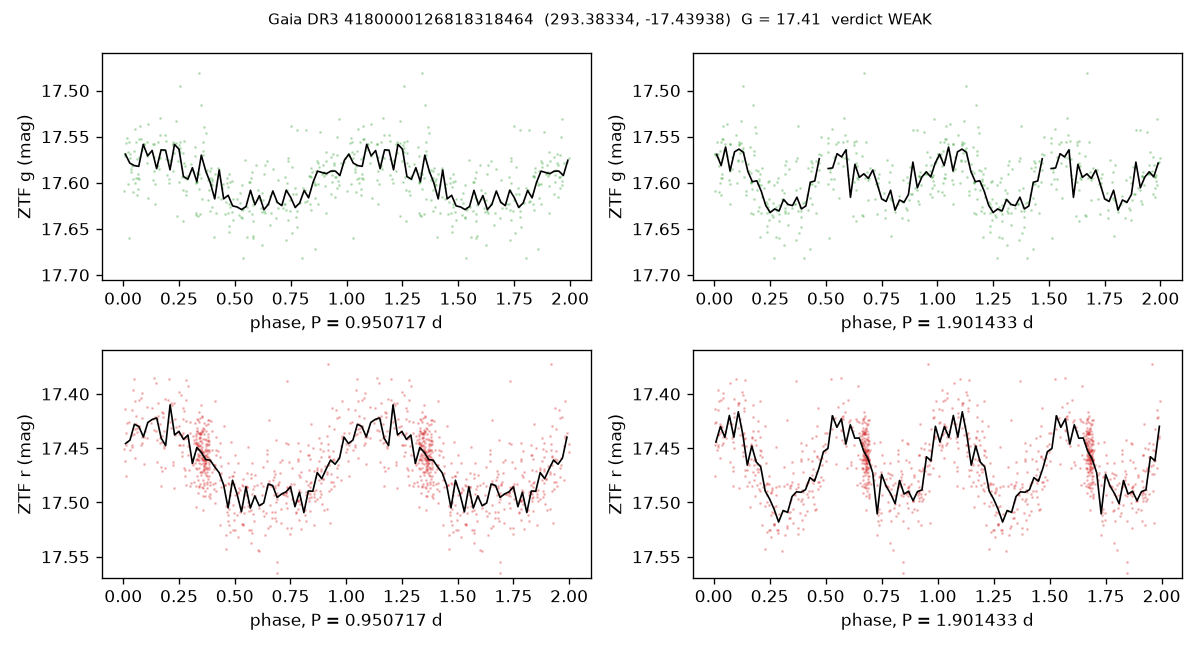 Gaia DR3 4180000126818318464 (293.38334, -17.43938) G = 17.41 verdict WEAK
ZTF g (mag)
17.50
17.55
17.60
17.65
17.70
0.00 0.25 0.50 0.75 1.00 1.25 1.50 1.75 2.00
phase, P = 0.950717 d
ZTF g (mag)
17.50
17.55
17.60
17.65
17.70
0.00 0.25 0.50 0.75 1.00 1.25 1.50 1.75 2.00
phase, P = 1.901433 d
ZTF r (mag)
17.40
17.45
17.50
17.55
0.00 0.25 0.50 0.75 1.00 1.25 1.50 1.75 2.00
phase, P = 0.950717 d
ZTF r (mag)
17.40
17.45
17.50
17.55
0.00 0.25 0.50 0.75 1.00 1.25 1.50 1.75 2.00
phase, P = 1.901433 d